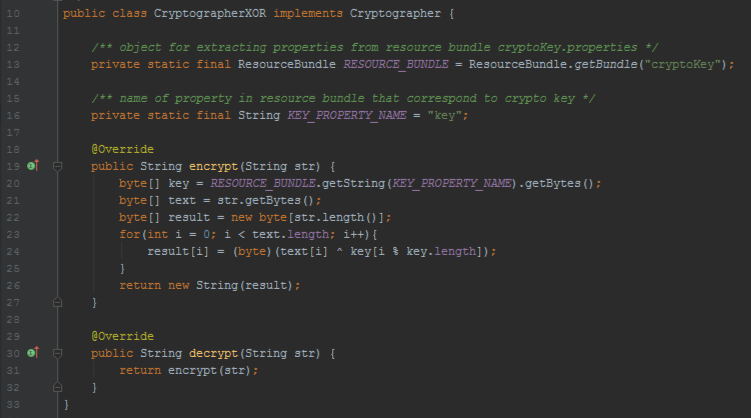 10 public class CryptographerXOR implements Cryptographer {
11
12 /** object for extracting properties from resource bundle cryptoKey.properties */
13 private static final ResourceBundle RESOURCE_BUNDLE = ResourceBundle.getBundle("cryptoKey");
14
15 /** name of property in resource bundle that correspond to crypto key */
16 private static final String KEY_PROPERTY_NAME = "key";
17
18 @Override
19 public String encrypt(String str) {
20 byte[] key = RESOURCE_BUNDLE.getString(KEY_PROPERTY_NAME).getBytes();
21 byte[] text = str.getBytes();
22 byte[] result = new byte[str.length()];
23 for(int i = 0; i < text.length; i++){
24 result[i] = (byte)(text[i] ^ key[i % key.length]);
25 }
26 return new String(result);
27 }
28
29 @Override
30 public String decrypt(String str) {
31 return encrypt(str);
32 }
33 }